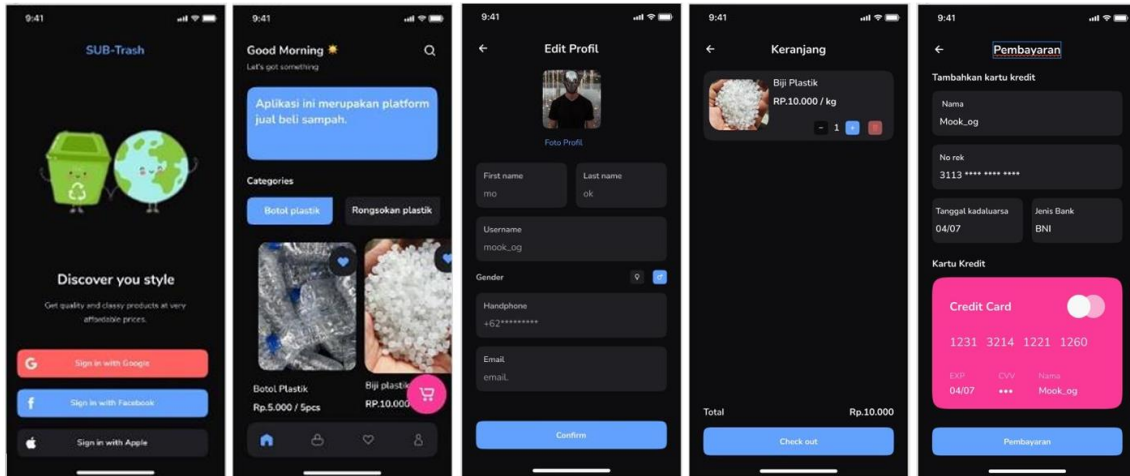 9:41
SUB-Trash
Discover you style
Get quality and classy products at very
affordable prices.
G Sign in with Google
f Sign in with Facebook
Sign in with Apple
9:41
Good Morning
Let's got something
Aplikasi ini merupakan platform
jual beli sampah.
Categories
Botol plastik Rongsokan plastik
Botol Plastik Biji plastik
Rp.5.000 / 5pcs RP.10.000
9:41
Edit Profil
Foto Profil
First name Last name
mo ok
Username
mook_og
Gender
Handphone
+62*********
Email
email.
Confirm
9:41
Keranjang
Biji Plastik
RP.10.000 / kg
- 1 +
Total Rp.10.000
Check out
9:41
Pembayaran
Tambahkan kartu kredit
Nama
Mook_og
No rek
3113 **** **** ****
Tanggal kadaluarsa Jenis Bank
04/07 BNI
Kartu Kredit
Credit Card
1231 3214 1221 1260
EXP CVV Nama
04/07 ••• Mook_og
Pembayaran